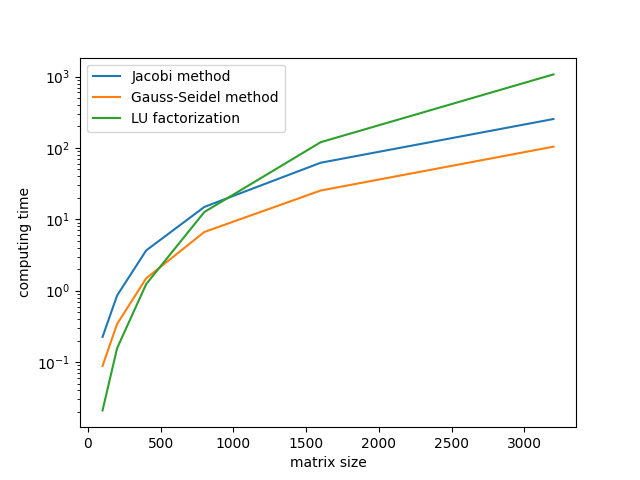 Jacobi method
Gauss-Seidel method
LU factorization
10³
10²
10¹
10⁰
10⁻¹
computing time
0 500 1000 1500 2000 2500 3000
matrix size